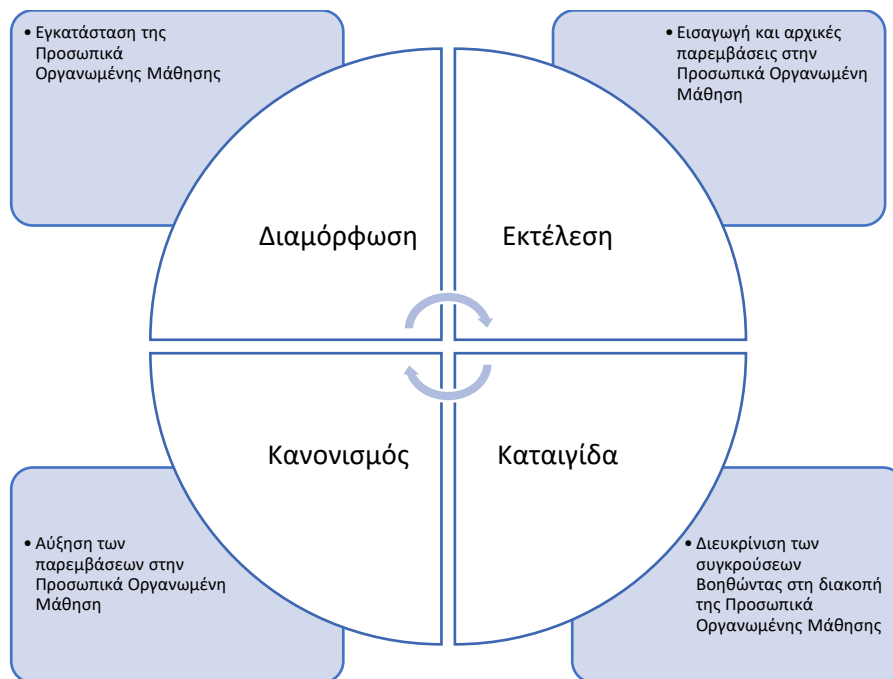 • Εγκατάσταση της
Προσωπικά
Οργανωμένης Μάθησης
• Εισαγωγή και αρχικές
παρεμβάσεις στην
Προσωπικά Οργανωμένη
Μάθηση
Διαμόρφωση
Εκτέλεση
Κανονισμός
Καταιγίδα
• Αύξηση των
παρεμβάσεων στην
Προσωπικά Οργανωμένη
Μάθηση
• Διευκρίνιση των
συγκρούσεων
Βοηθώντας στη διακοπή
της Προσωπικά
Οργανωμένης Μάθησης